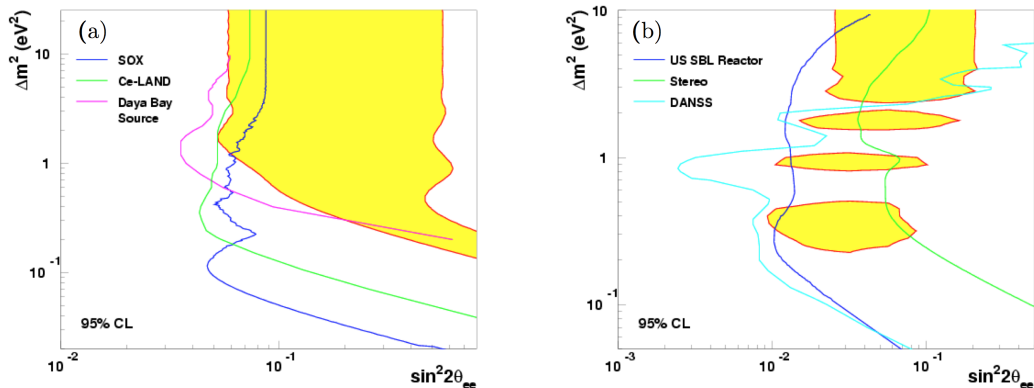 (a)
Δm² (eV²)
SOX
Ce-LAND
Daya Bay
Source
10
1
10⁻¹
95% CL
10⁻² 10⁻¹
sin²2θee
(b)
Δm² (eV²)
US SBL Reactor
Stereo
DANSS
10
1
10⁻¹
95% CL
10⁻³ 10⁻² 10⁻¹
sin²2θee